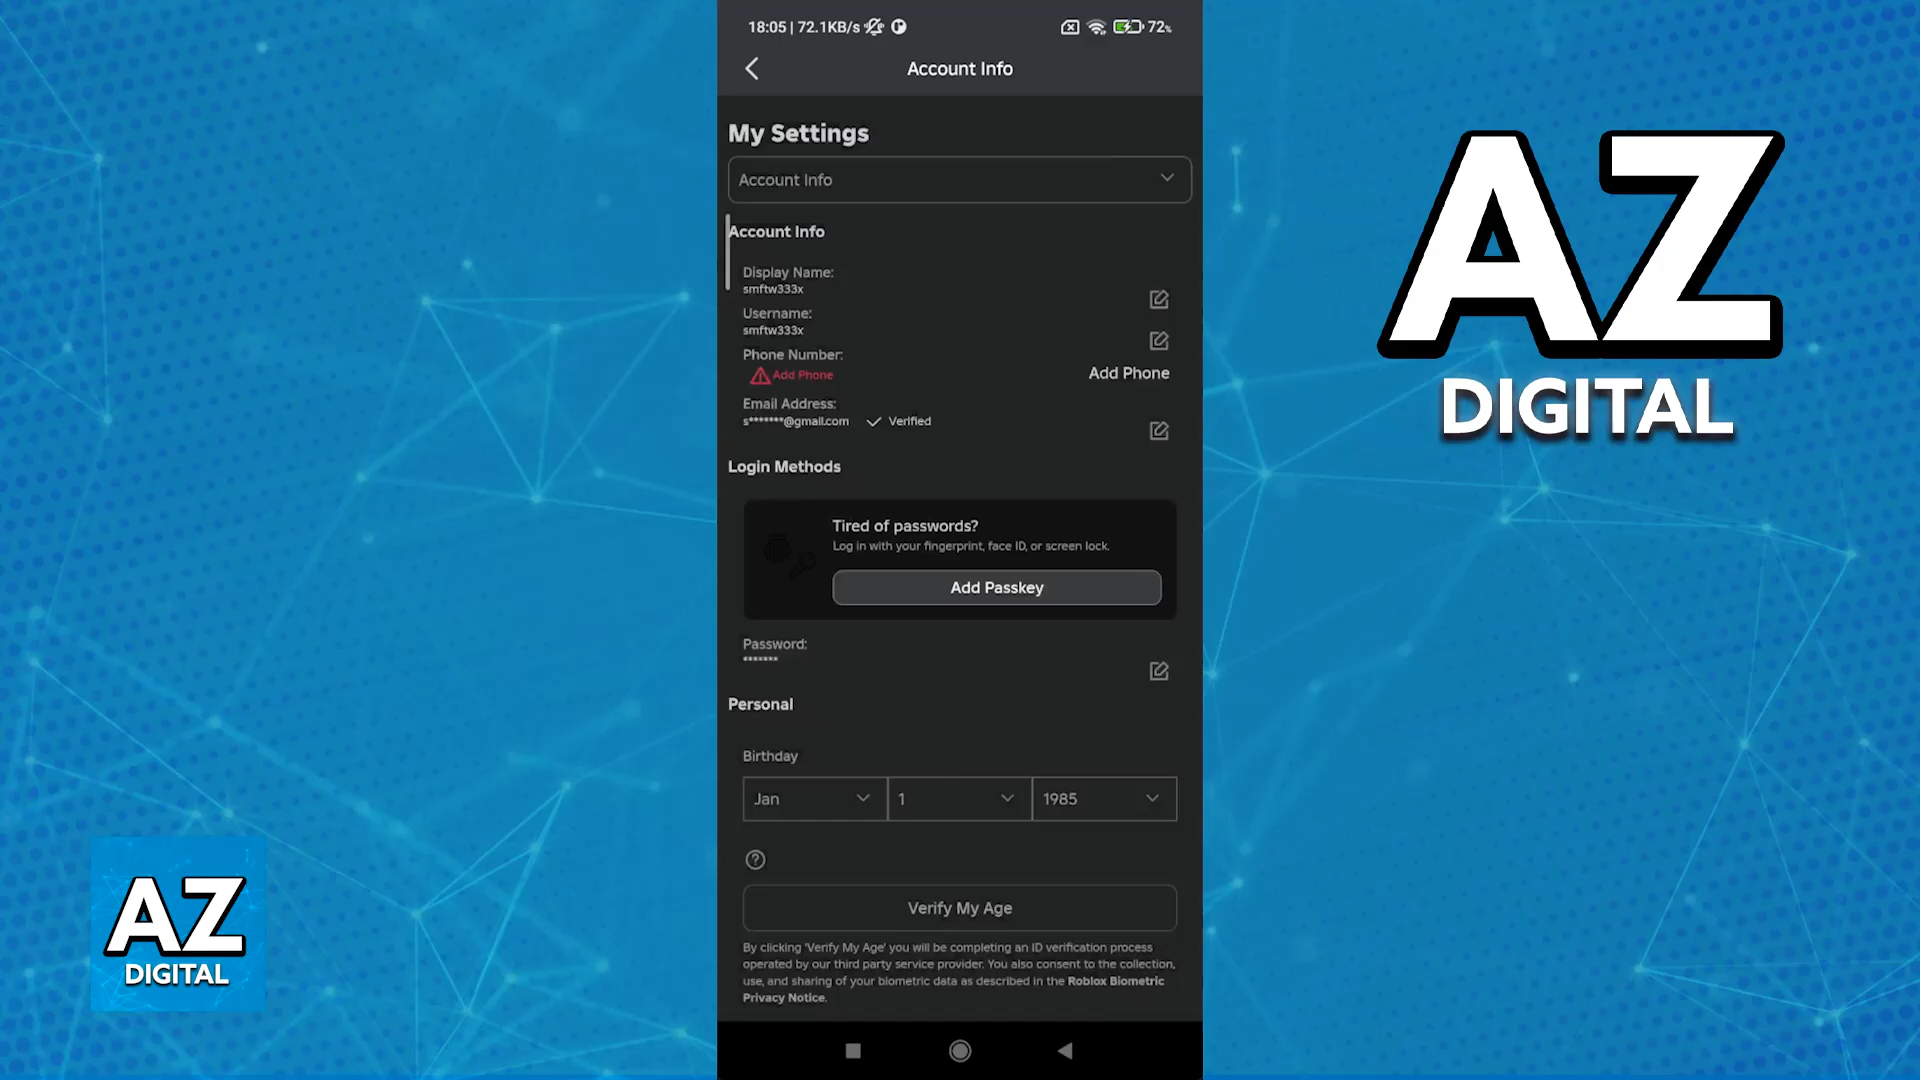 18:05 | 72.1KB/s
72%
Account Info
My Settings
Account Info
Account Info
Display Name:
smftw333x
Username:
smftw333x
Phone Number:
Add Phone
Add Phone
Email Address:
s*******@gmail.com
Verified
Login Methods
Tired of passwords?
Log in with your fingerprint, face ID, or screen lock.
Add Passkey
Password:
*******
Personal
Birthday
Jan
1
1985
Verify My Age
By clicking 'Verify My Age' you will be completing an ID verification process
operated by our third party service provider. You also consent to the collection,
use, and sharing of your biometric data as described in the Roblox Biometric
Privacy Notice.
AZ
DIGITAL
AZ
DIGITAL